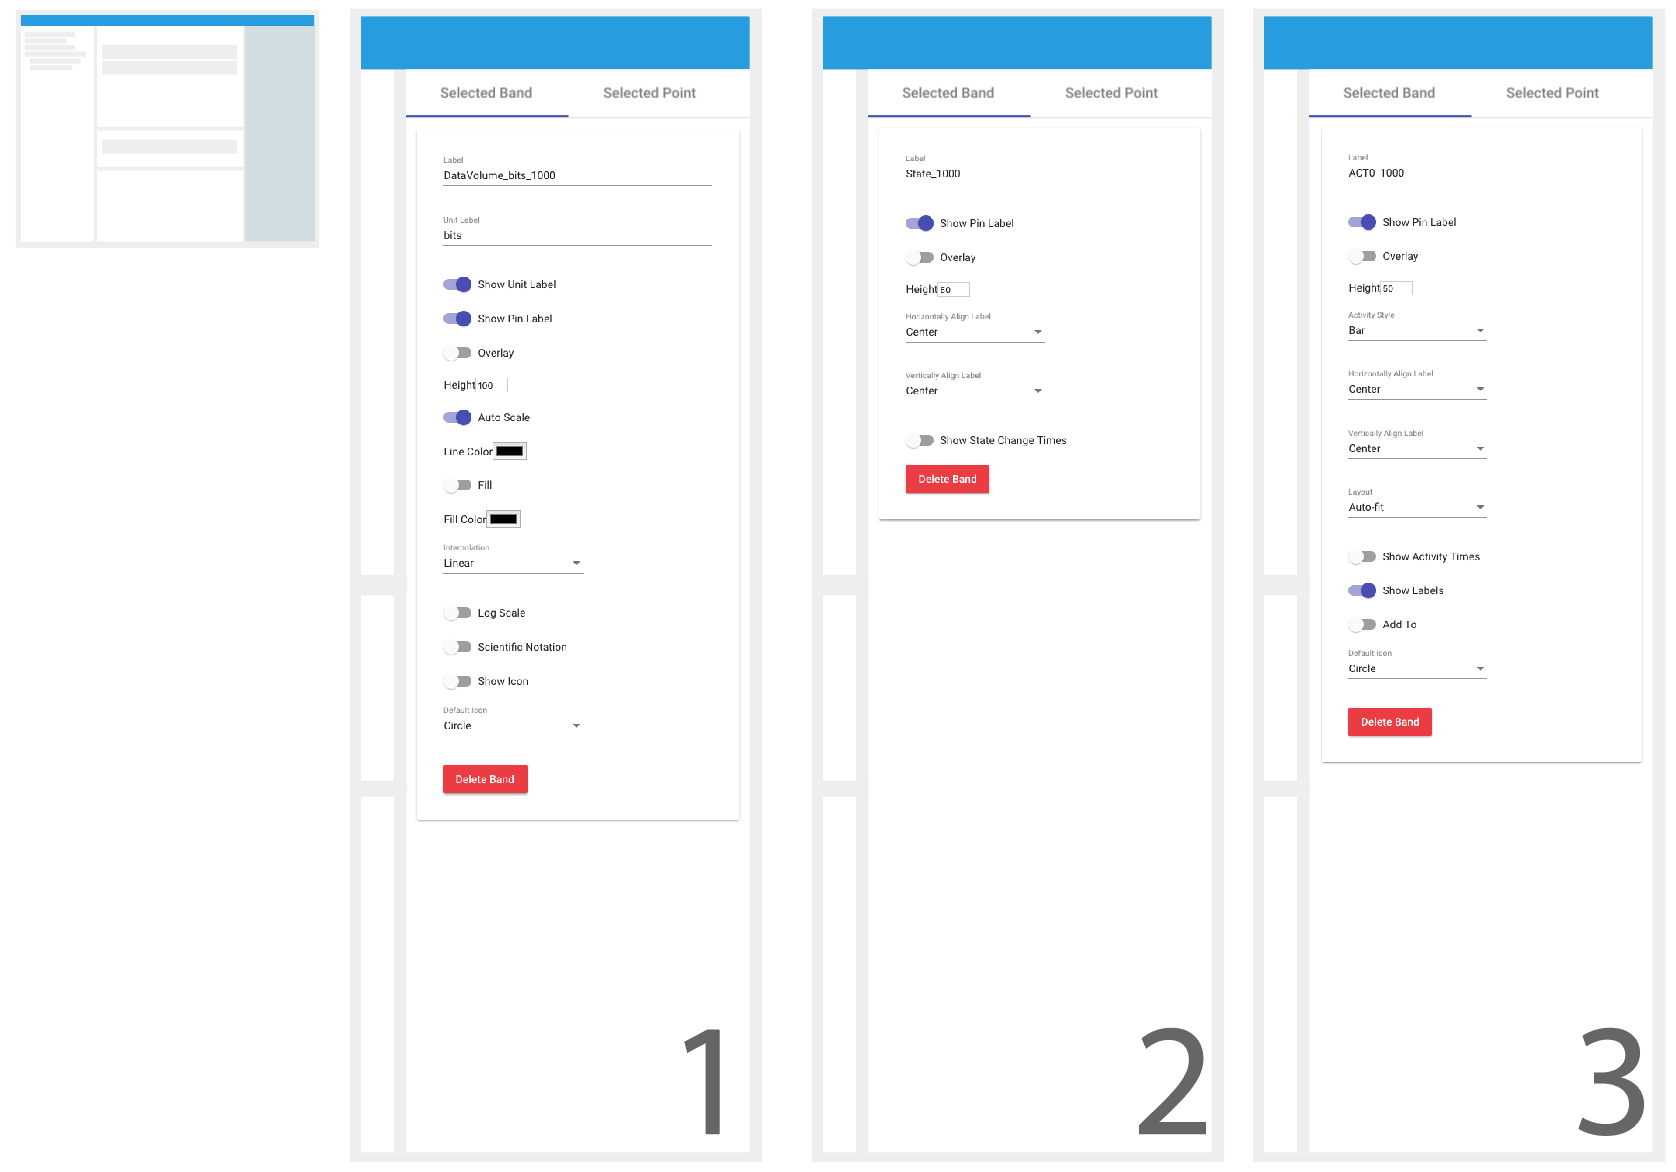 Selected Band Selected Point
Label
DataVolume_bits_1000
Unit Label
bits
Show Unit Label
Show Pin Label
Overlay
Height 100
Auto Scale
Line Color
Fill
Fill Color
Interpolation
Linear
Log Scale
Scientific Notation
Show Icon
Default Icon
Circle
Delete Band
1
Selected Band Selected Point
Label
State_1000
Show Pin Label
Overlay
Height 50
Horizontally Align Label
Center
Vertically Align Label
Center
Show State Change Times
Delete Band
2
Selected Band Selected Point
Label
ACT0_1000
Show Pin Label
Overlay
Height 50
Activity Style
Bar
Horizontally Align Label
Center
Vertically Align Label
Center
Layout
Auto-fit
Show Activity Times
Show Labels
Add To
Default Icon
Circle
Delete Band
3